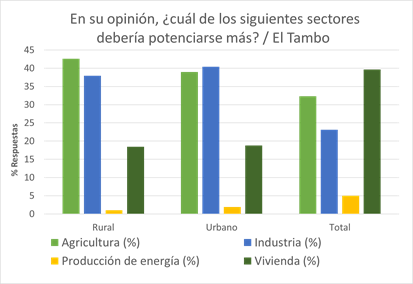 En su opinión, ¿cuál de los siguientes sectores
debería potenciarse más? / El Tambo
% Respuestas
45
40
35
30
25
20
15
10
5
0
Rural
Urbano
Total
Agricultura (%)
Industria (%)
Producción de energía (%)
Vivienda (%)